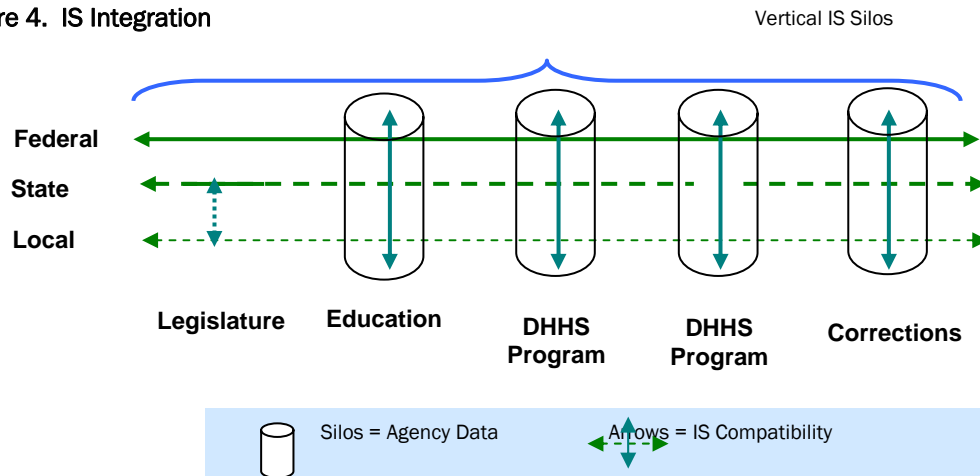 re 4. IS Integration
Vertical IS Silos
Federal
State
Local
Legislature
Education
DHHS
Program
DHHS
Program
Corrections
Silos = Agency Data
Arrows = IS Compatibility